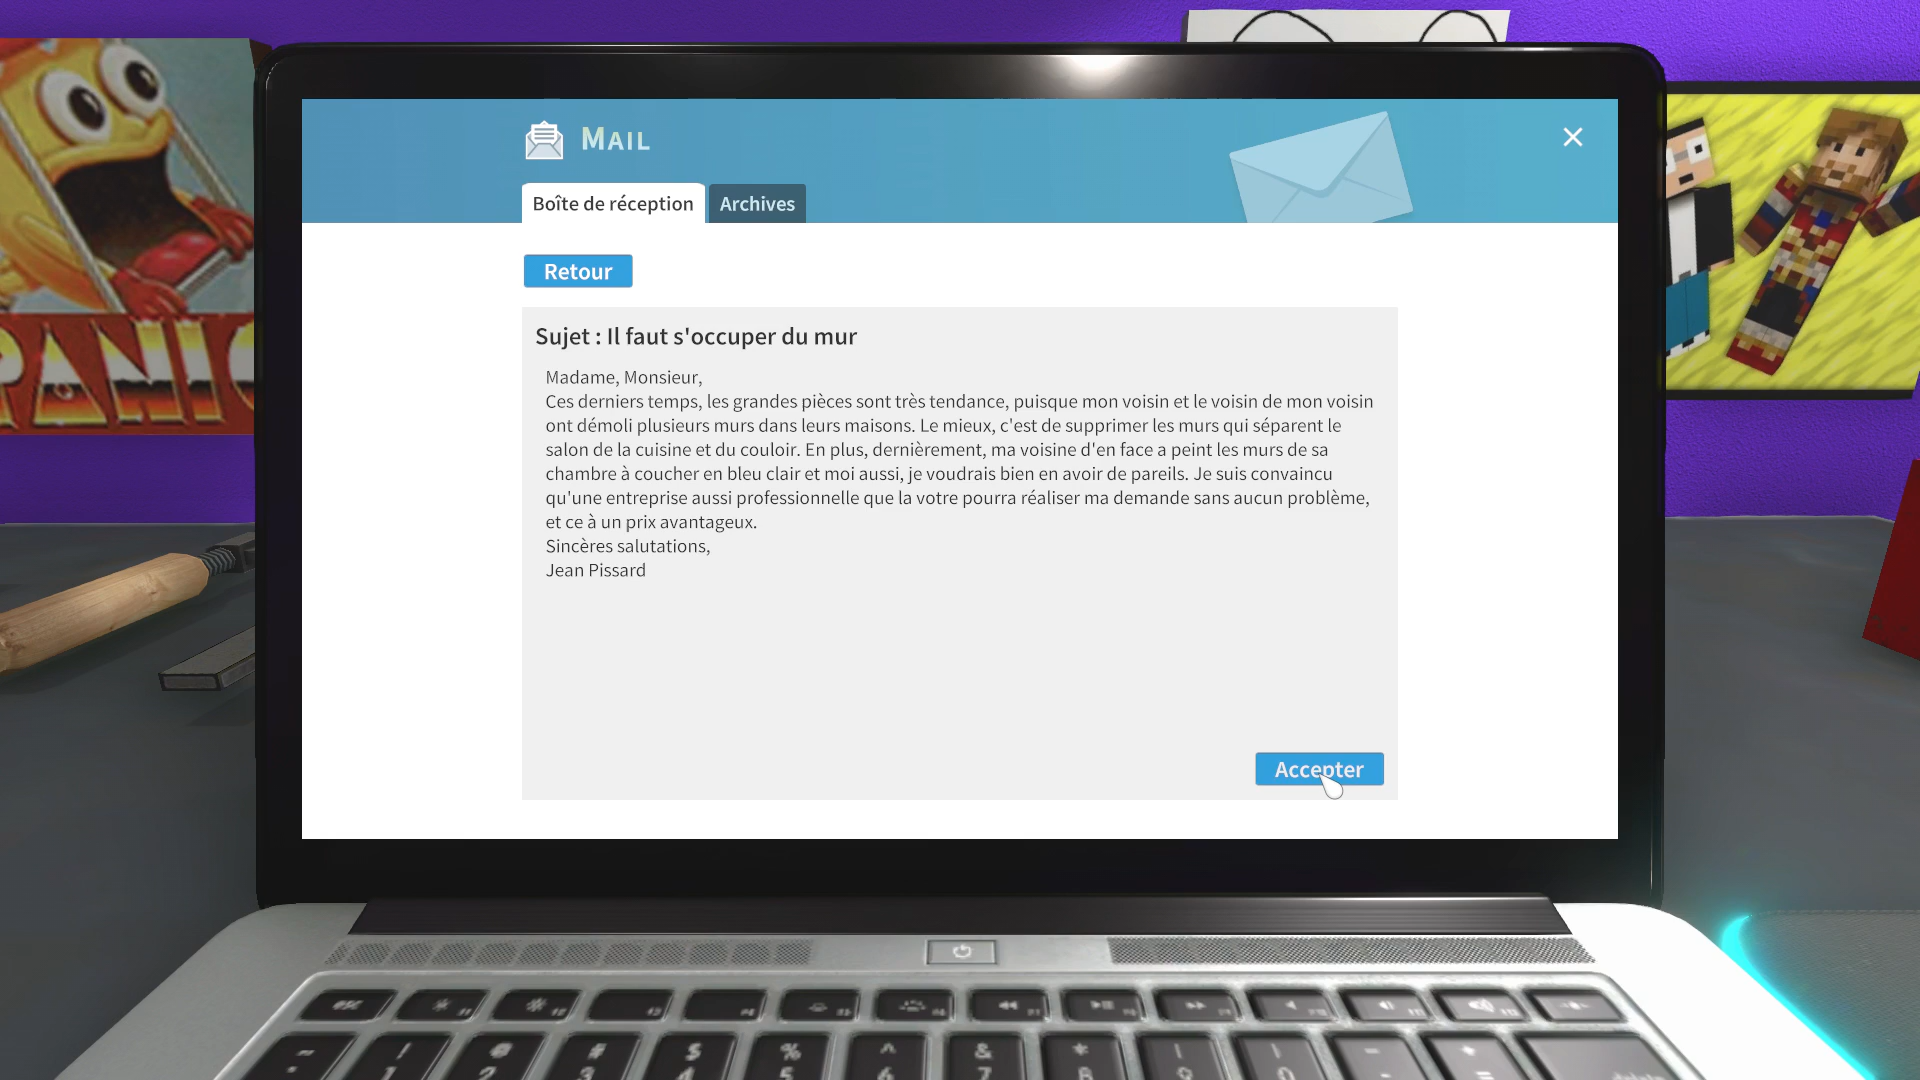 MAIL
Boîte de réception
Archives
Retour
Sujet : Il faut s'occuper du mur
Madame, Monsieur,
Ces derniers temps, les grandes pièces sont très tendance, puisque mon voisin et le voisin de mon voisin
ont démoli plusieurs murs dans leurs maisons. Le mieux, c'est de supprimer les murs qui séparent le
salon de la cuisine et du couloir. En plus, dernièrement, ma voisine d'en face a peint les murs de sa
chambre à coucher en bleu clair et moi aussi, je voudrais bien en avoir de pareils. Je suis convaincu
qu'une entreprise aussi professionnelle que la votre pourra réaliser ma demande sans aucun problème,
et ce à un prix avantageux.
Sincères salutations,
Jean Pissard
Accepter
PANIC
esc